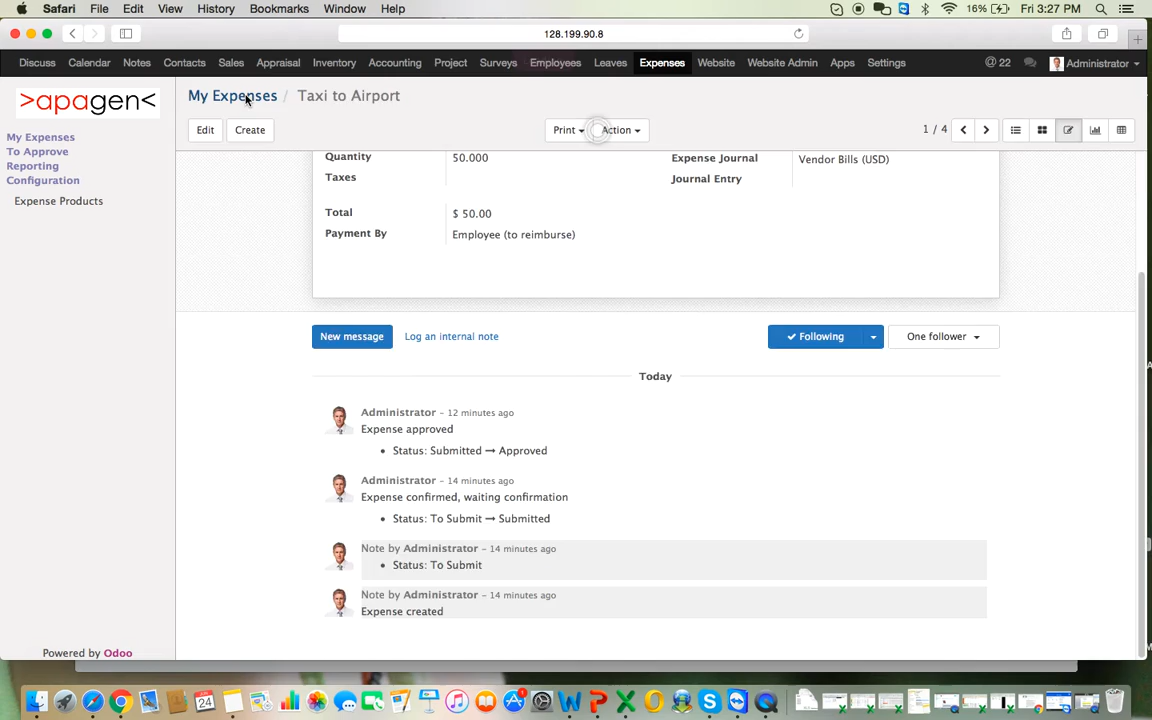 Safari File Edit View History Bookmarks Window Help 16% Fri 3:27 PM
128.199.90.8
Discuss Calendar Notes Contacts Sales Appraisal Inventory Accounting Project Surveys Employees Leaves Expenses Website Website Admin Apps Settings @ 22 Administrator
>apagen<
My Expenses / Taxi to Airport
Edit Create Print Action 1 / 4
My Expenses
To Approve
Reporting
Configuration
Expense Products
Quantity 50.000 Expense Journal Vendor Bills (USD)
Taxes Journal Entry
Total $ 50.00
Payment By Employee (to reimburse)
New message Log an internal note Following One follower
Today
Administrator - 12 minutes ago
Expense approved
• Status: Submitted → Approved
Administrator - 14 minutes ago
Expense confirmed, waiting confirmation
• Status: To Submit → Submitted
Note by Administrator - 14 minutes ago
• Status: To Submit
Note by Administrator - 14 minutes ago
Expense created
Powered by Odoo